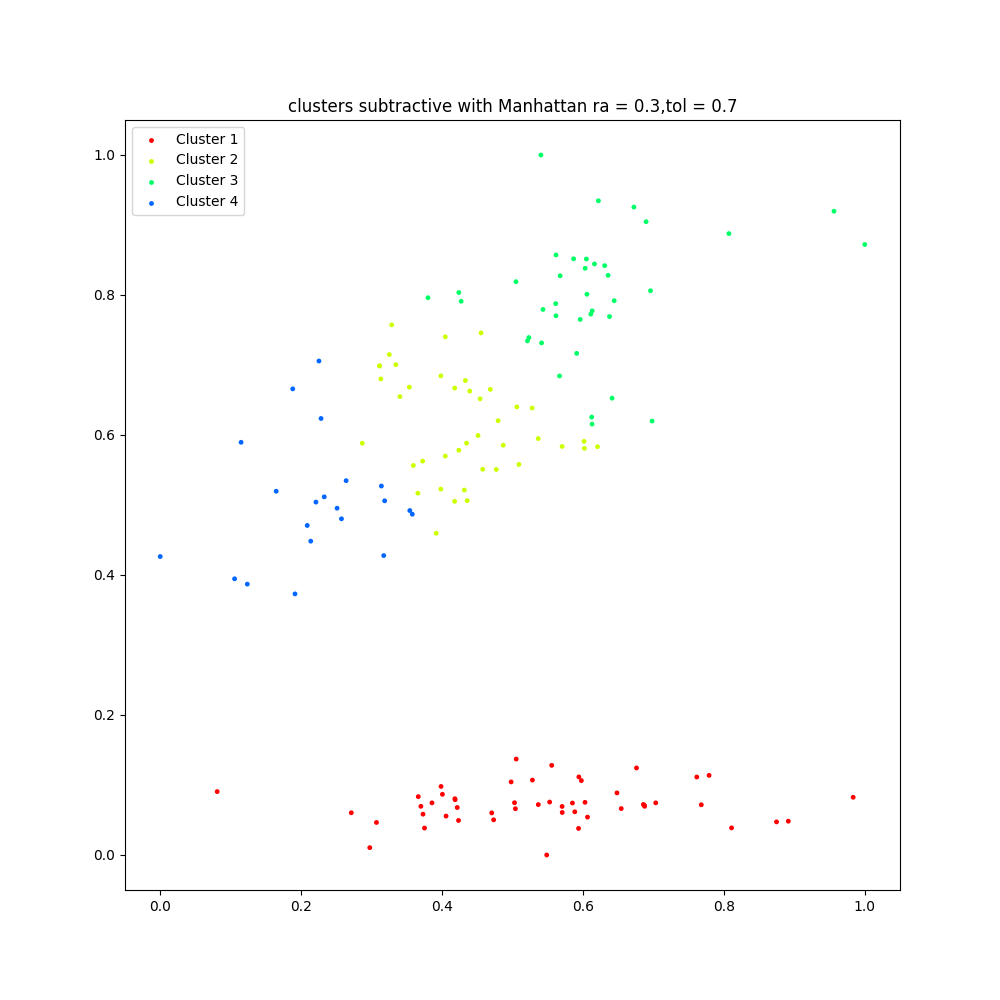 clusters subtractive with Manhattan ra = 0.3,tol = 0.7
Cluster 1
Cluster 2
Cluster 3
Cluster 4
1.0
0.8
0.6
0.4
0.2
0.0
0.0 0.2 0.4 0.6 0.8 1.0